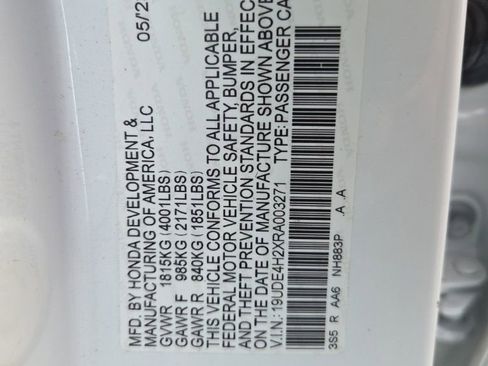 MFD. BY HONDA DEVELOPMENT & 05/2
MANUFACTURING OF AMERICA, LLC
GVWR 1815KG (4001LBS)
GAWR F 985KG (2171LBS)
GAWR R 840KG (1851LBS)
THIS VEHICLE CONFORMS TO ALL APPLICABLE
FEDERAL MOTOR VEHICLE SAFETY, BUMPER,
AND THEFT PREVENTION STANDARDS IN EFFEC
ON THE DATE OF MANUFACTURE SHOWN ABOVE
V.I.N.: 19UDE4H2XRA003271 TYPE: PASSENGER CA
3S5 R AA6 NH883P A A